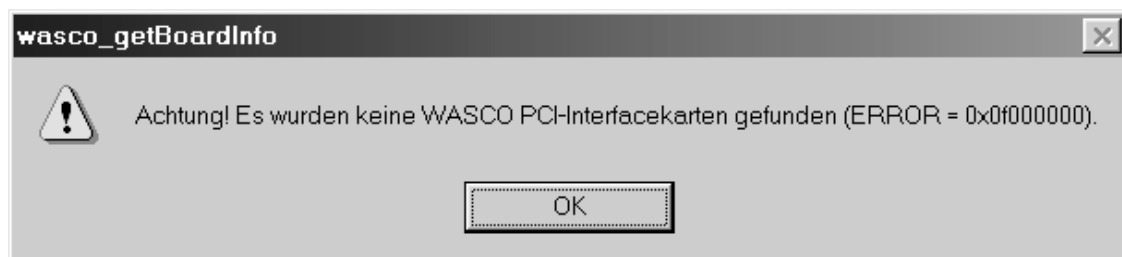 wasco_getBoardInfo
Achtung! Es wurden keine WASCO PCI-Interfacekarten gefunden (ERROR = 0x0f000000).
OK